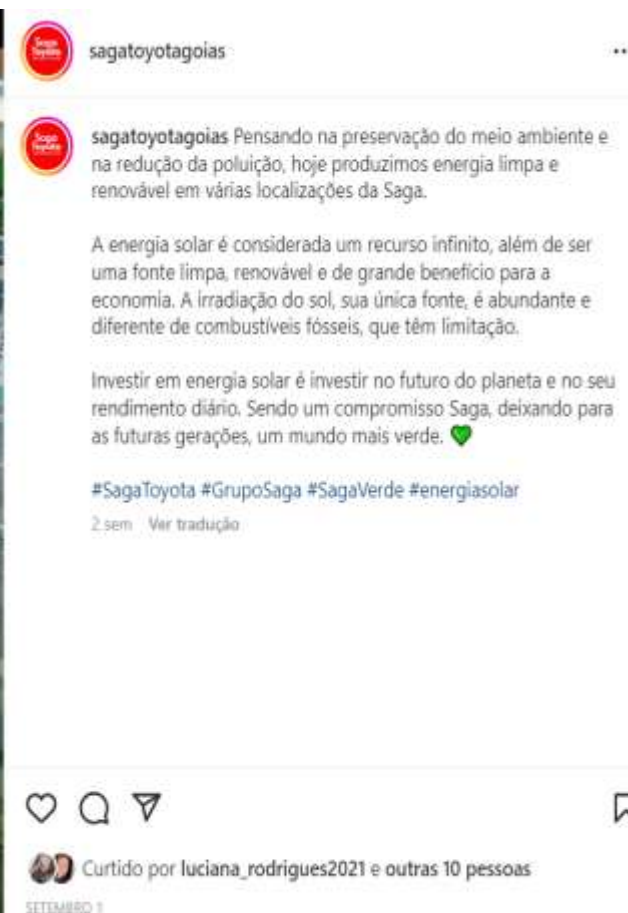 sagatoyotagoias
sagatoyotagoias Pensando na preservação do meio ambiente e
na redução da poluição, hoje produzimos energia limpa e
renovável em várias localizações da Saga.
A energia solar é considerada um recurso infinito, além de ser
uma fonte limpa, renovável e de grande benefício para a
economia. A irradiação do sol, sua única fonte, é abundante e
diferente de combustíveis fósseis, que têm limitação.
Investir em energia solar é investir no futuro do planeta e no seu
rendimento diário. Sendo um compromisso Saga, deixando para
as futuras gerações, um mundo mais verde. 💚
#SagaToyota #GrupoSaga #SagaVerde #energiasolar
2 sem Ver tradução
Curtido por luciana_rodrigues2021 e outras 10 pessoas
SETEMBRO 1